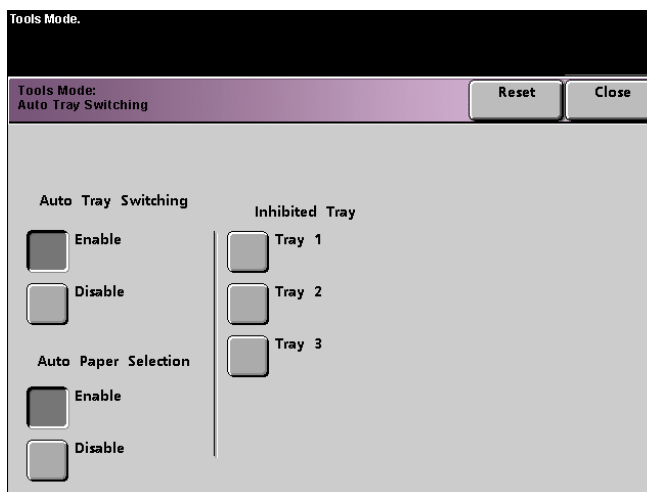 Tools Mode.
Tools Mode:
Auto Tray Switching
Reset
Close
Auto Tray Switching
Enable
Disable
Auto Paper Selection
Enable
Disable
Inhibited Tray
Tray 1
Tray 2
Tray 3